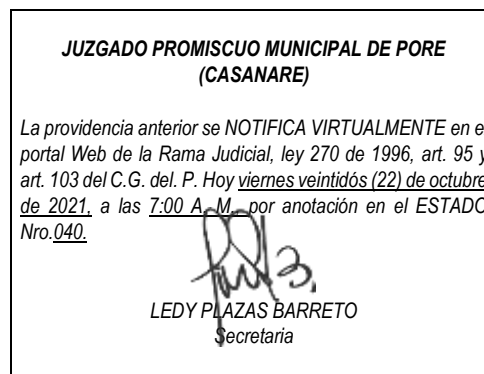 JUZGADO PROMISCUO MUNICIPAL DE PORE
(CASANARE)
La providencia anterior se NOTIFICA VIRTUALMENTE en e
portal Web de la Rama Judicial, ley 270 de 1996, art. 95 y
art. 103 del C.G. del. P. Hoy viernes veintidós (22) de octubre
de 2021, a las 7:00 A. M., por anotación en el ESTADO
Nro.040.
LEDY PLAZAS BARRETO
Secretaria